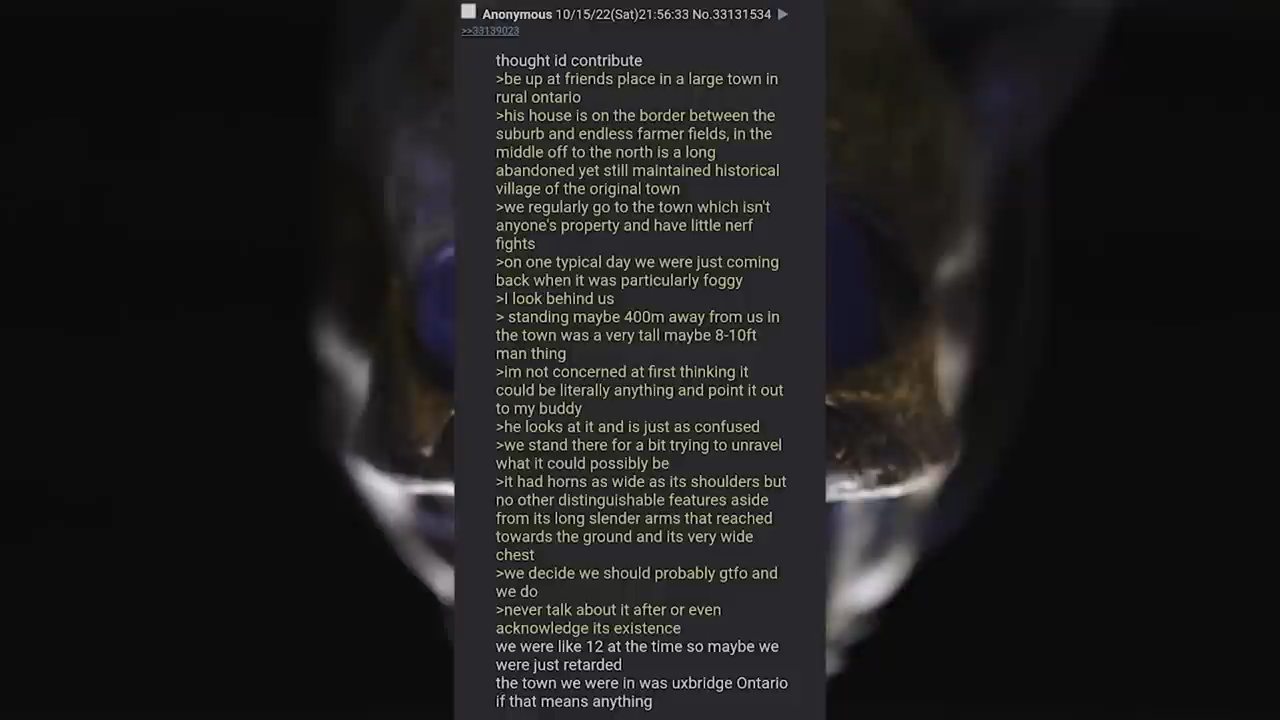 Anonymous 10/15/22(Sat)21:56:33 No.33131534 ▶
>>33139023
thought id contribute
>be up at friends place in a large town in
rural ontario
>his house is on the border between the
suburb and endless farmer fields, in the
middle off to the north is a long
abandoned yet still maintained historical
village of the original town
>we regularly go to the town which isn't
anyone's property and have little nerf
fights
>on one typical day we were just coming
back when it was particularly foggy
>I look behind us
> standing maybe 400m away from us in
the town was a very tall maybe 8-10ft
man thing
>im not concerned at first thinking it
could be literally anything and point it out
to my buddy
>he looks at it and is just as confused
>we stand there for a bit trying to unravel
what it could possibly be
>it had horns as wide as its shoulders but
no other distinguishable features aside
from its long slender arms that reached
towards the ground and its very wide
chest
>we decide we should probably gtfo and
we do
>never talk about it after or even
acknowledge its existence
we were like 12 at the time so maybe we
were just retarded
the town we were in was uxbridge Ontario
if that means anything